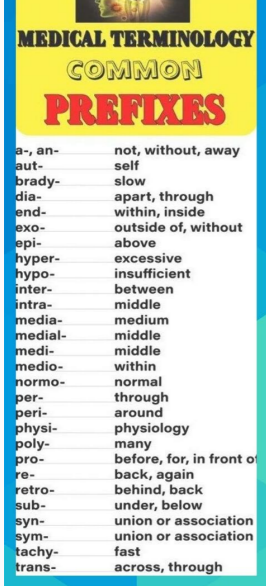 MEDICAL TERMINOLOGY
COMMON
PREFIXES
a-, an- not, without, away
aut- self
brady- slow
dia- apart, through
end- within, inside
exo- outside of, without
epi- above
hyper- excessive
hypo- insufficient
inter- between
intra- middle
media- medium
medial- middle
medi- middle
medio- within
normo- normal
per- through
peri- around
physi- physiology
poly- many
pro- before, for, in front of
re- back, again
retro- behind, back
sub- under, below
syn- union or association
sym- union or association
tachy- fast
trans- across, through